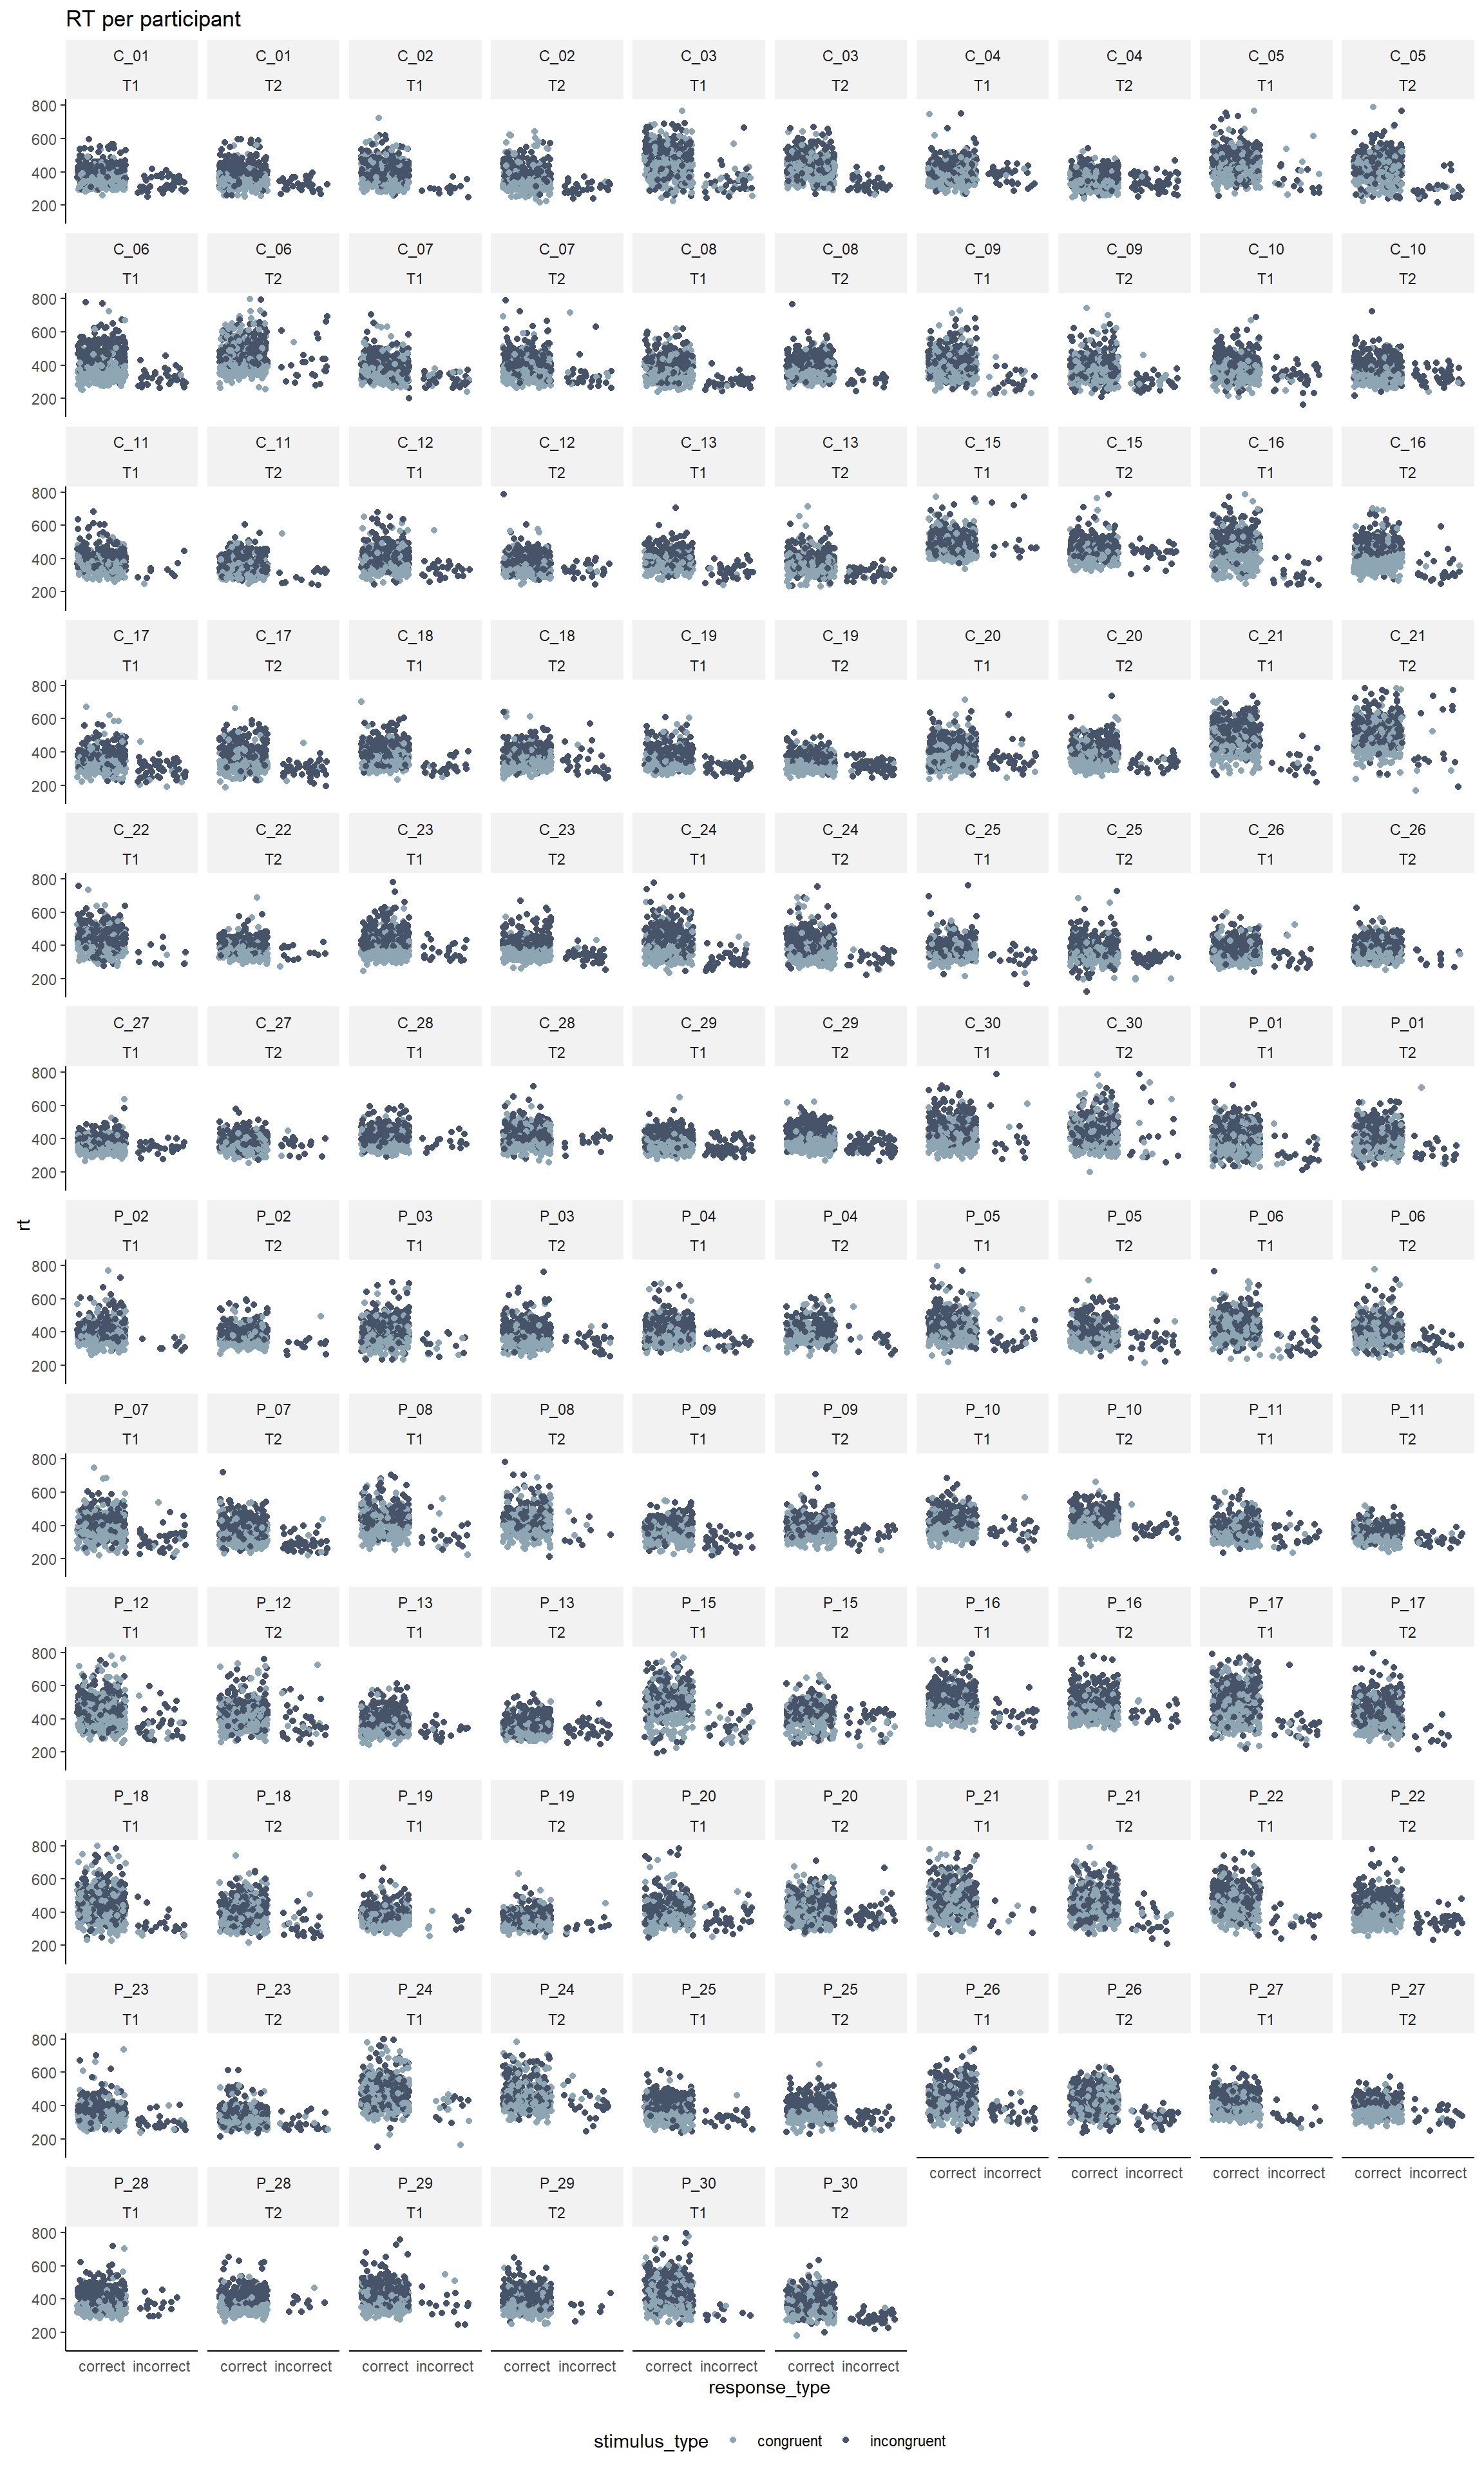 RT per participant
C_01 C_01 C_02 C_02 C_03 C_03 C_04 C_04 C_05 C_05
T1 T2 T1 T2 T1 T2 T1 T2 T1 T2
800
600
400
200
C_06 C_06 C_07 C_07 C_08 C_08 C_09 C_09 C_10 C_10
T1 T2 T1 T2 T1 T2 T1 T2 T1 T2
800
600
400
200
C_11 C_11 C_12 C_12 C_13 C_13 C_15 C_15 C_16 C_16
T1 T2 T1 T2 T1 T2 T1 T2 T1 T2
800
600
400
200
C_17 C_17 C_18 C_18 C_19 C_19 C_20 C_20 C_21 C_21
T1 T2 T1 T2 T1 T2 T1 T2 T1 T2
800
600
400
200
C_22 C_22 C_23 C_23 C_24 C_24 C_25 C_25 C_26 C_26
T1 T2 T1 T2 T1 T2 T1 T2 T1 T2
800
600
400
200
C_27 C_27 C_28 C_28 C_29 C_29 C_30 C_30 P_01 P_01
T1 T2 T1 T2 T1 T2 T1 T2 T1 T2
800
600
400
200
rt
P_02 P_02 P_03 P_03 P_04 P_04 P_05 P_05 P_06 P_06
T1 T2 T1 T2 T1 T2 T1 T2 T1 T2
800
600
400
200
P_07 P_07 P_08 P_08 P_09 P_09 P_10 P_10 P_11 P_11
T1 T2 T1 T2 T1 T2 T1 T2 T1 T2
800
600
400
200
P_12 P_12 P_13 P_13 P_15 P_15 P_16 P_16 P_17 P_17
T1 T2 T1 T2 T1 T2 T1 T2 T1 T2
800
600
400
200
P_18 P_18 P_19 P_19 P_20 P_20 P_21 P_21 P_22 P_22
T1 T2 T1 T2 T1 T2 T1 T2 T1 T2
800
600
400
200
P_23 P_23 P_24 P_24 P_25 P_25 P_26 P_26 P_27 P_27
T1 T2 T1 T2 T1 T2 T1 T2 T1 T2
800
600
400
200
correct incorrect correct incorrect correct incorrect correct incorrect
P_28 P_28 P_29 P_29 P_30 P_30
T1 T2 T1 T2 T1 T2
800
600
400
200
correct incorrect correct incorrect correct incorrect correct incorrect correct incorrect correct incorrect
response_type
stimulus_type congruent incongruent